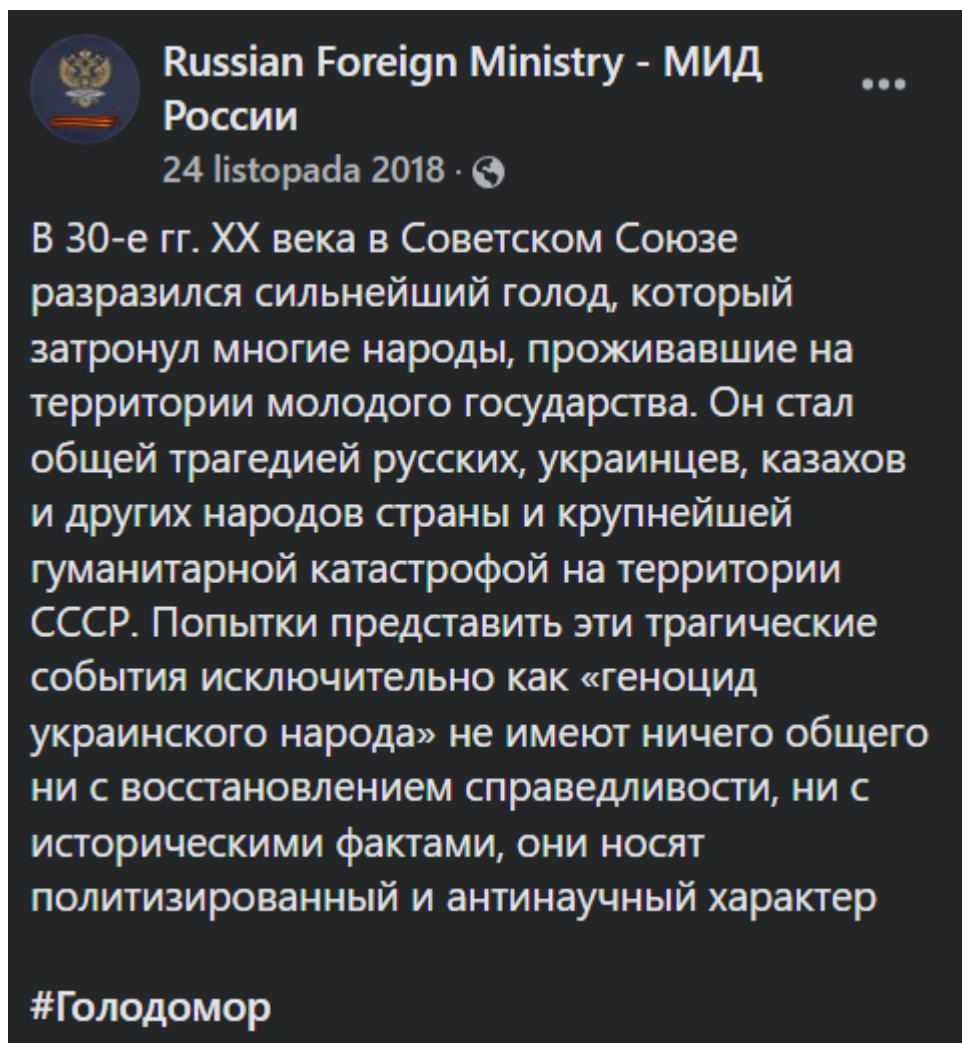 Russian Foreign Ministry - МИД
России
24 listopada 2018 ·
В 30-е гг. XX века в Советском Союзе
разразился сильнейший голод, который
затронул многие народы, проживавшие на
территории молодого государства. Он стал
общей трагедией русских, украинцев, казахов
и других народов страны и крупнейшей
гуманитарной катастрофой на территории
СССР. Попытки представить эти трагические
события исключительно как «геноцид
украинского народа» не имеют ничего общего
ни с восстановлением справедливости, ни с
историческими фактами, они носят
политизированный и антинаучный характер
#Голодомор